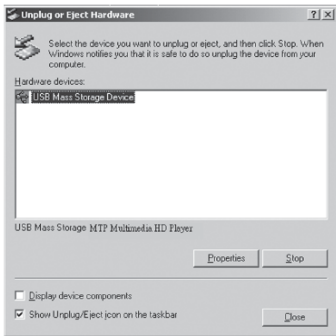 Unplug or Eject Hardware
Select the device you want to unplug or eject, and then click Stop. When
Windows notifies you that it is safe to do so unplug the device from your
computer.
Hardware devices:
USB Mass Storage Device
USB Mass Storage MTP Multimedia HD Player
Properties
Stop
Display device components
Show Unplug/Eject icon on the taskbar
Close